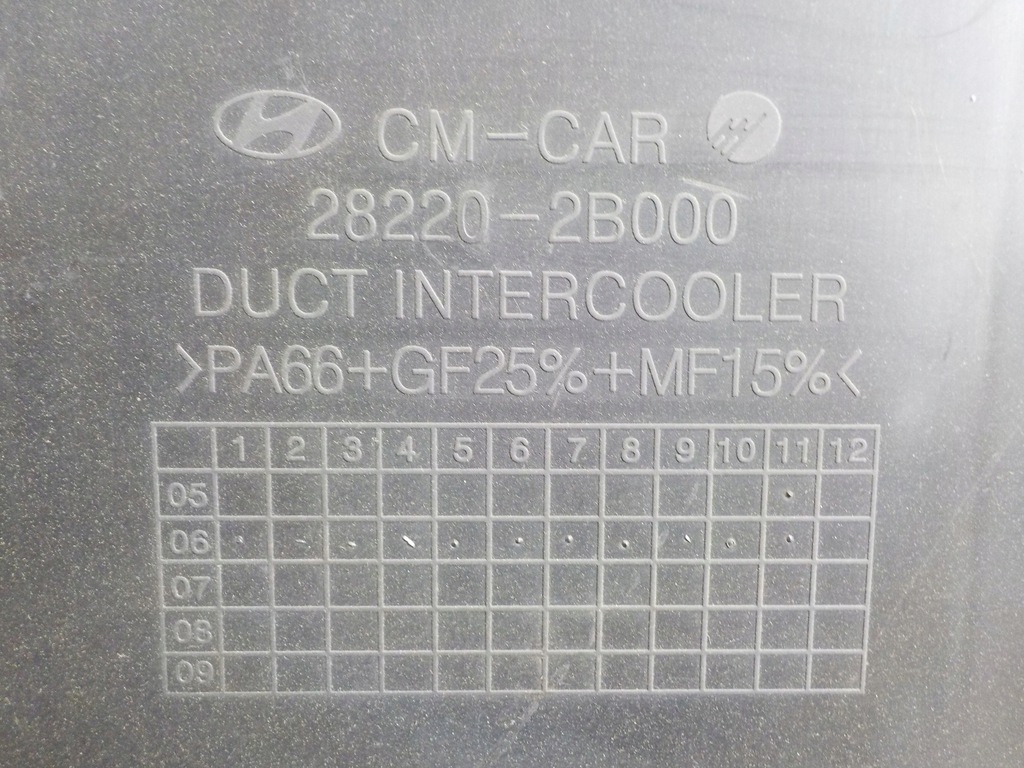 CM-CAR
28220-2B000
DUCT INTERCOOLER
>PA66+GF25%+MF15%<
1 2 3 4 5 6 7 8 9 10 11 12
05
06
07
08
09